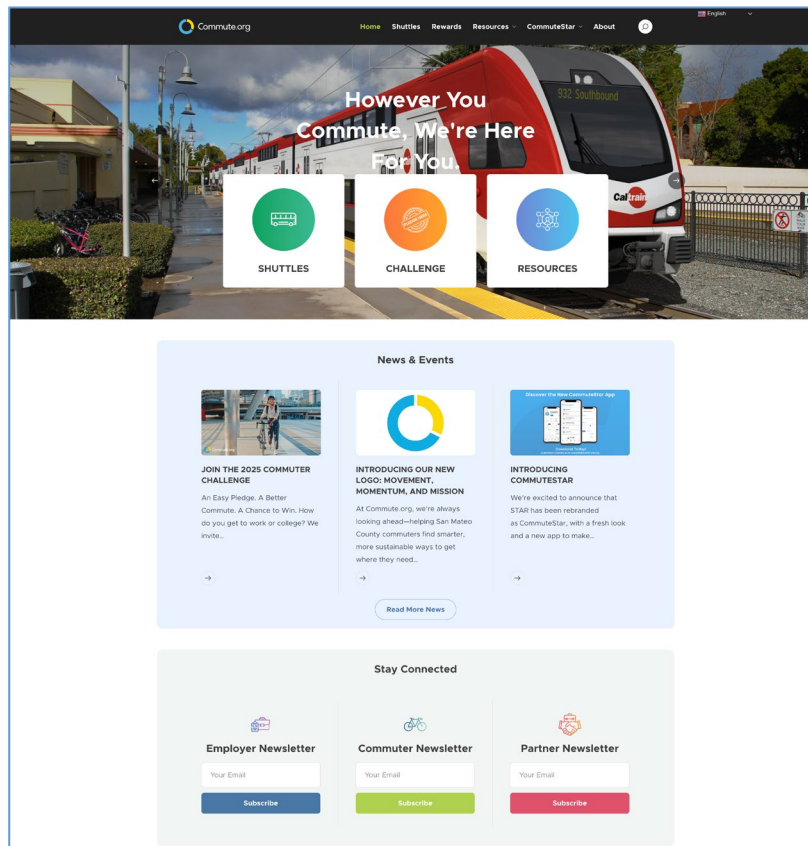 Commute.org
Home Shuttles Rewards Resources CommuteStar About
English
However You
Commute, We're Here
For You.
932 Southbound
Caltrain
SHUTTLES
CHALLENGE
RESOURCES
News & Events
Discover the New CommuteStar App
JOIN THE 2025 COMMUTER
CHALLENGE
An Easy Pledge. A Better
Commute. A Chance to Win. How
do you get to work or college? We
invite...
INTRODUCING OUR NEW
LOGO: MOVEMENT,
MOMENTUM, AND MISSION
At Commute.org, we're always
looking ahead—helping San Mateo
County commuters find smarter,
more sustainable ways to get
where they need...
INTRODUCING
COMMUTESTAR
We're excited to announce that
STAR has been rebranded
as CommuteStar, with a fresh look
and a new app to make...
Read More News
Stay Connected
Employer Newsletter
Your Email
Subscribe
Commuter Newsletter
Your Email
Subscribe
Partner Newsletter
Your Email
Subscribe